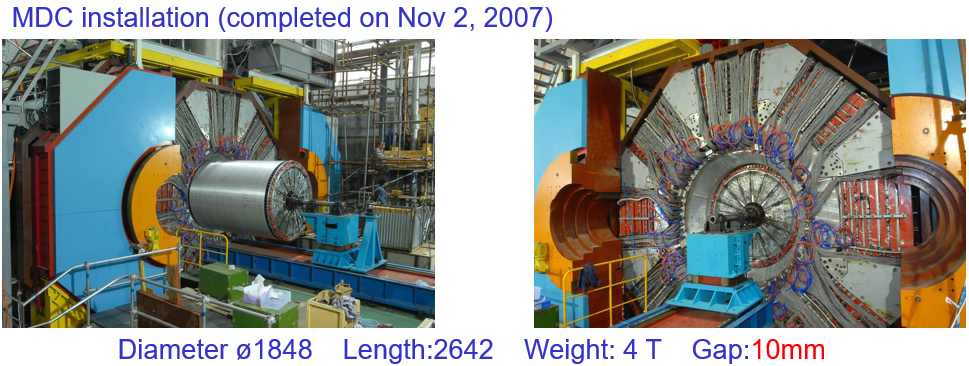 MDC installation (completed on Nov 2, 2007)
Diameter ø1848 Length:2642 Weight: 4 T Gap:10mm